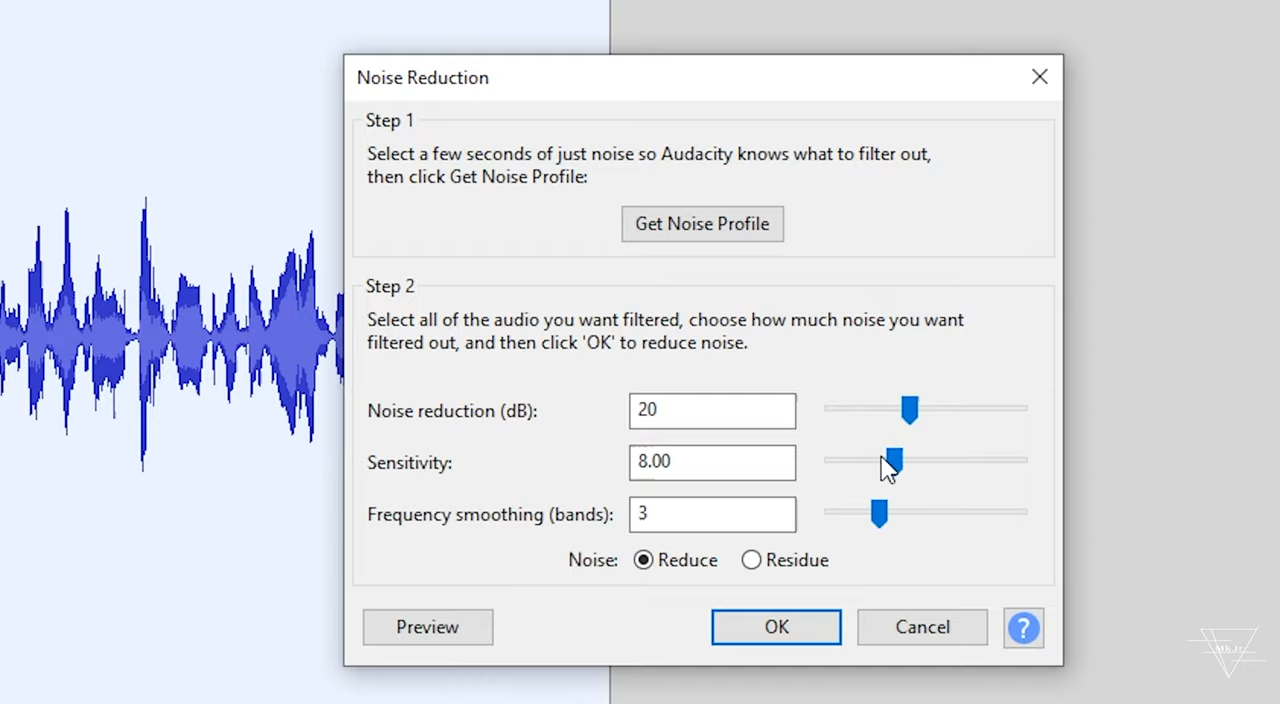 Noise Reduction
Step 1
Select a few seconds of just noise so Audacity knows what to filter out,
then click Get Noise Profile:
Get Noise Profile
Step 2
Select all of the audio you want filtered, choose how much noise you want
filtered out, and then click 'OK' to reduce noise.
Noise reduction (dB): 20
Sensitivity: 8.00
Frequency smoothing (bands): 3
Noise: Reduce Residue
Preview OK Cancel ?